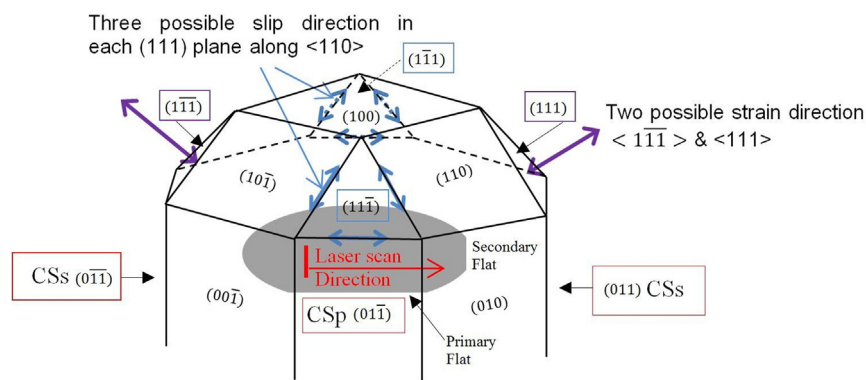 Three possible slip direction in
each (111) plane along <110>
(11̅1)
(11̅1̅)
(100)
(111)
Two possible strain direction
< 11̅1̅ > & <111>
(101̅)
(110)
(111̅)
Laser scan
Direction
Secondary
Flat
CSs (01̅1̅)
(001̅)
CSp (011̅)
(010)
(011) CSs
Primary
Flat